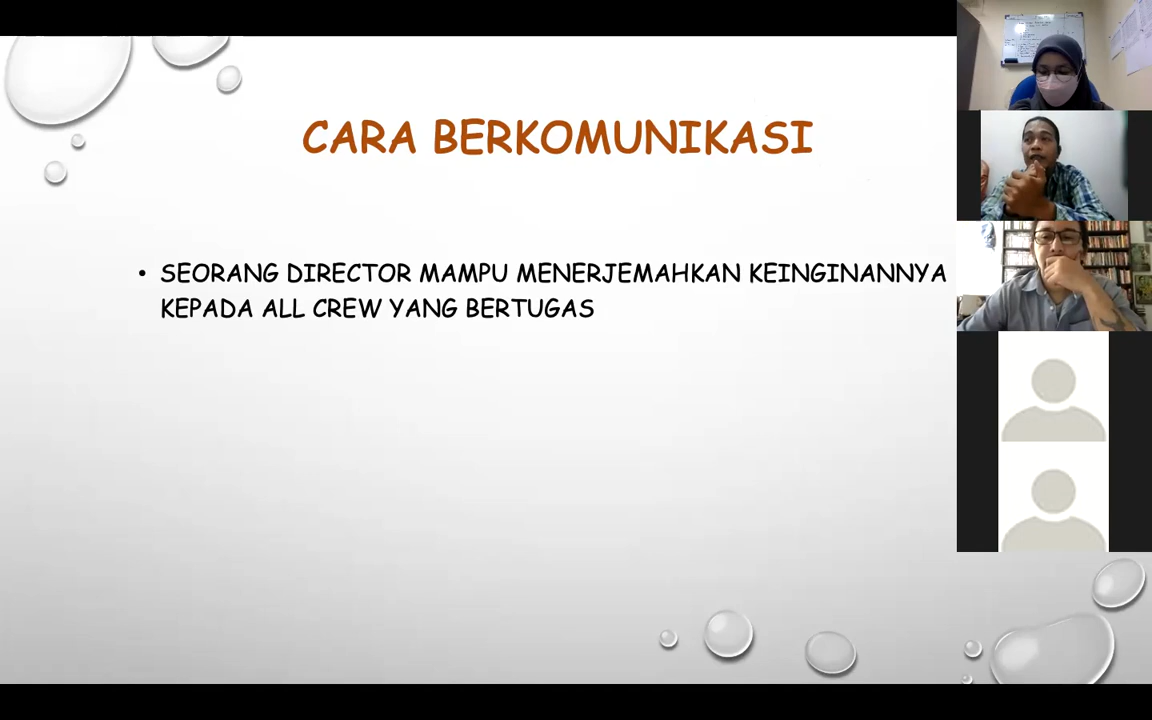 CARA BERKOMUNIKASI
• SEORANG DIRECTOR MAMPU MENERJEMAHKAN KEINGINANNYA
KEPADA ALL CREW YANG BERTUGAS